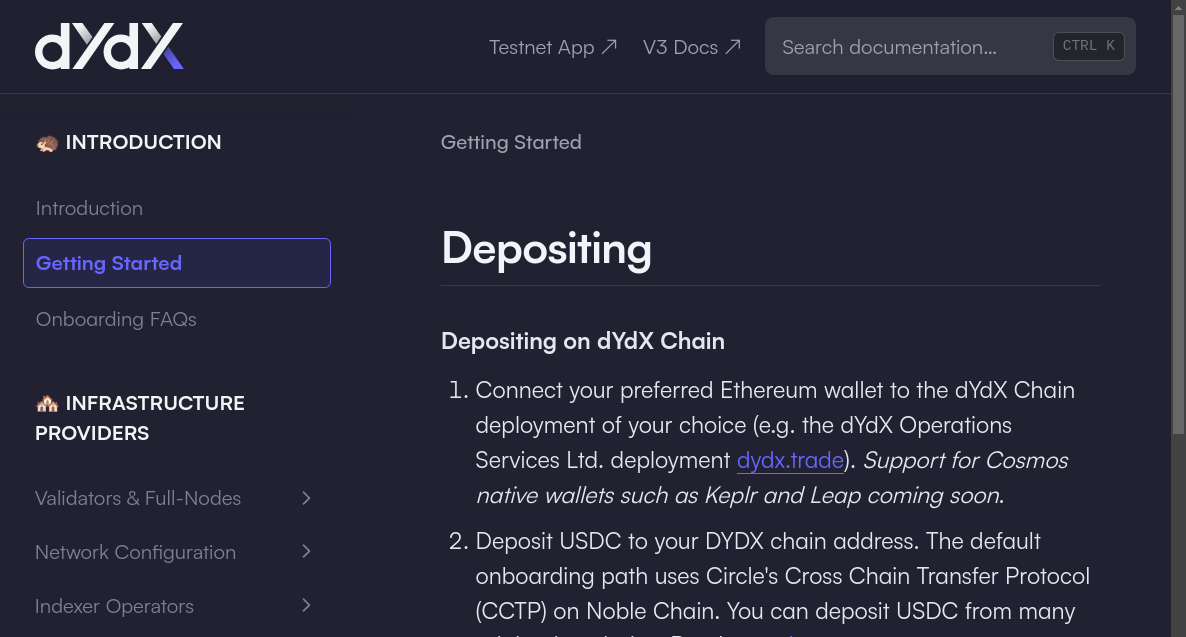 dYdX
Testnet App ↗
V3 Docs ↗
Search documentation…
CTRL K
🦔 INTRODUCTION
Introduction
Getting Started
Onboarding FAQs
🏘️ INFRASTRUCTURE
PROVIDERS
Validators & Full-Nodes
Network Configuration
Indexer Operators
Getting Started
Depositing
Depositing on dYdX Chain
1. Connect your preferred Ethereum wallet to the dYdX Chain
deployment of your choice (e.g. the dYdX Operations
Services Ltd. deployment dydx.trade). Support for Cosmos
native wallets such as Keplr and Leap coming soon.
2. Deposit USDC to your DYDX chain address. The default
onboarding path uses Circle's Cross Chain Transfer Protocol
(CCTP) on Noble Chain. You can deposit USDC from many